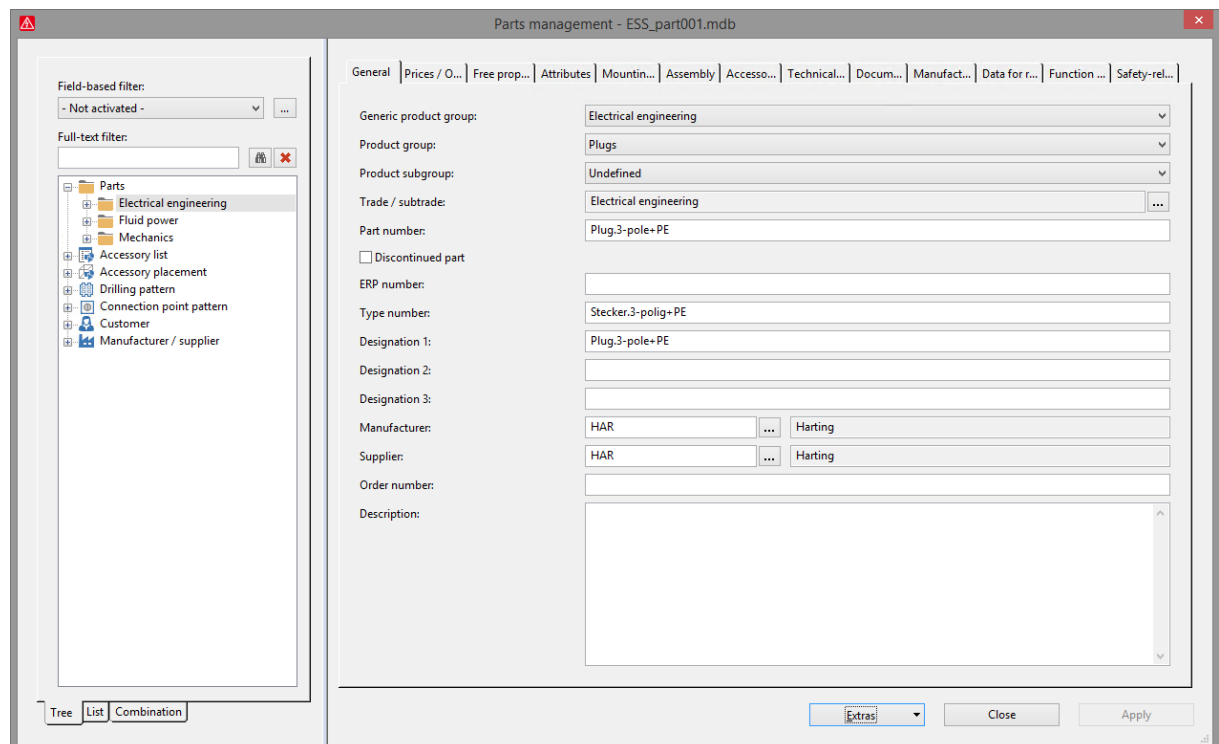 Parts management - ESS_part001.mdb
Field-based filter:
- Not activated -
...
Full-text filter:
Parts
Electrical engineering
Fluid power
Mechanics
Accessory list
Accessory placement
Drilling pattern
Connection point pattern
Customer
Manufacturer / supplier
Tree List Combination
General Prices / O... Free prop... Attributes Mountin... Assembly Accesso... Technical... Docum... Manufact... Data for r... Function ... Safety-rel...
Generic product group: Electrical engineering
Product group: Plugs
Product subgroup: Undefined
Trade / subtrade: Electrical engineering ...
Part number: Plug.3-pole+PE
Discontinued part
ERP number:
Type number: Stecker.3-polig+PE
Designation 1: Plug.3-pole+PE
Designation 2:
Designation 3:
Manufacturer: HAR ... Harting
Supplier: HAR ... Harting
Order number:
Description:
Extras Close Apply